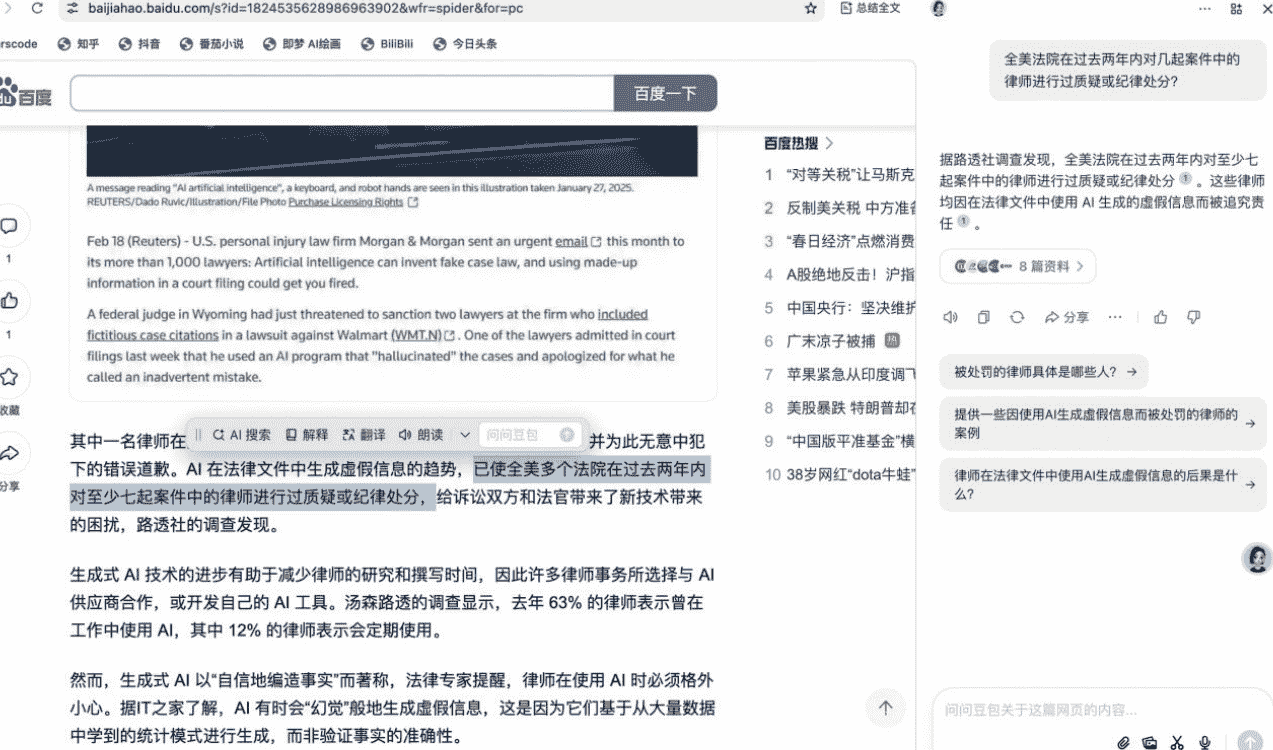 baijiahao.baidu.com/s?id=1824535628986963902&wfr=spider&for=pc
总结全文
rscode 知乎 抖音 番茄小说 即梦 AI绘画 BiliBili 今日头条
du百度
百度一下
A message reading "AI artificial intelligence", a keyboard, and robot hands are seen in this illustration taken January 27, 2025.
REUTERS/Dado Ruvic/Illustration/File Photo Purchase Licensing Rights
Feb 18 (Reuters) - U.S. personal injury law firm Morgan & Morgan sent an urgent email this month to
its more than 1,000 lawyers: Artificial intelligence can invent fake case law, and using made-up
information in a court filing could get you fired.
A federal judge in Wyoming had just threatened to sanction two lawyers at the firm who included
fictitious case citations in a lawsuit against Walmart (WMT.N). One of the lawyers admitted in court
filings last week that he used an AI program that "hallucinated" the cases and apologized for what he
called an inadvertent mistake.
1
1
收藏
分享
其中一名律师在
AI 搜索 解释 翻译 朗读 问问豆包
并为此无意中犯
下的错误道歉。AI 在法律文件中生成虚假信息的趋势，已使全美多个法院在过去两年内
对至少七起案件中的律师进行过质疑或纪律处分，给诉讼双方和法官带来了新技术带来
的困扰，路透社的调查发现。
生成式 AI 技术的进步有助于减少律师的研究和撰写时间，因此许多律师事务所选择与 AI
供应商合作，或开发自己的 AI 工具。汤森路透的调查显示，去年 63% 的律师表示曾在
工作中使用 AI，其中 12% 的律师表示会定期使用。
然而，生成式 AI 以“自信地编造事实”而著称，法律专家提醒，律师在使用 AI 时必须格外
小心。据IT之家了解，AI 有时会“幻觉”般地生成虚假信息，这是因为它们基于从大量数据
中学到的统计模式进行生成，而非验证事实的准确性。
百度热搜
1 “对等关税”让马斯克
2 反制美关税 中方准备
3 “春日经济”点燃消费
4 A股绝地反击！沪指
5 中国央行：坚决维护
6 广末凉子被捕 热
7 苹果紧急从印度调飞
8 美股暴跌 特朗普却在
9 “中国版平准基金”横
10 38岁网红“dota牛蛙”
全美法院在过去两年内对几起案件中的
律师进行过质疑或纪律处分？
据路透社调查发现，全美法院在过去两年内对至少七
起案件中的律师进行过质疑或纪律处分 1 。这些律师
均因在法律文件中使用 AI 生成的虚假信息而被追究责
任 1 。
8 篇资料
分享
被处罚的律师具体是哪些人？
提供一些因使用AI生成虚假信息而被处罚的律师的
案例
律师在法律文件中使用AI生成虚假信息的后果是什
么？
问问豆包关于这篇网页的内容...